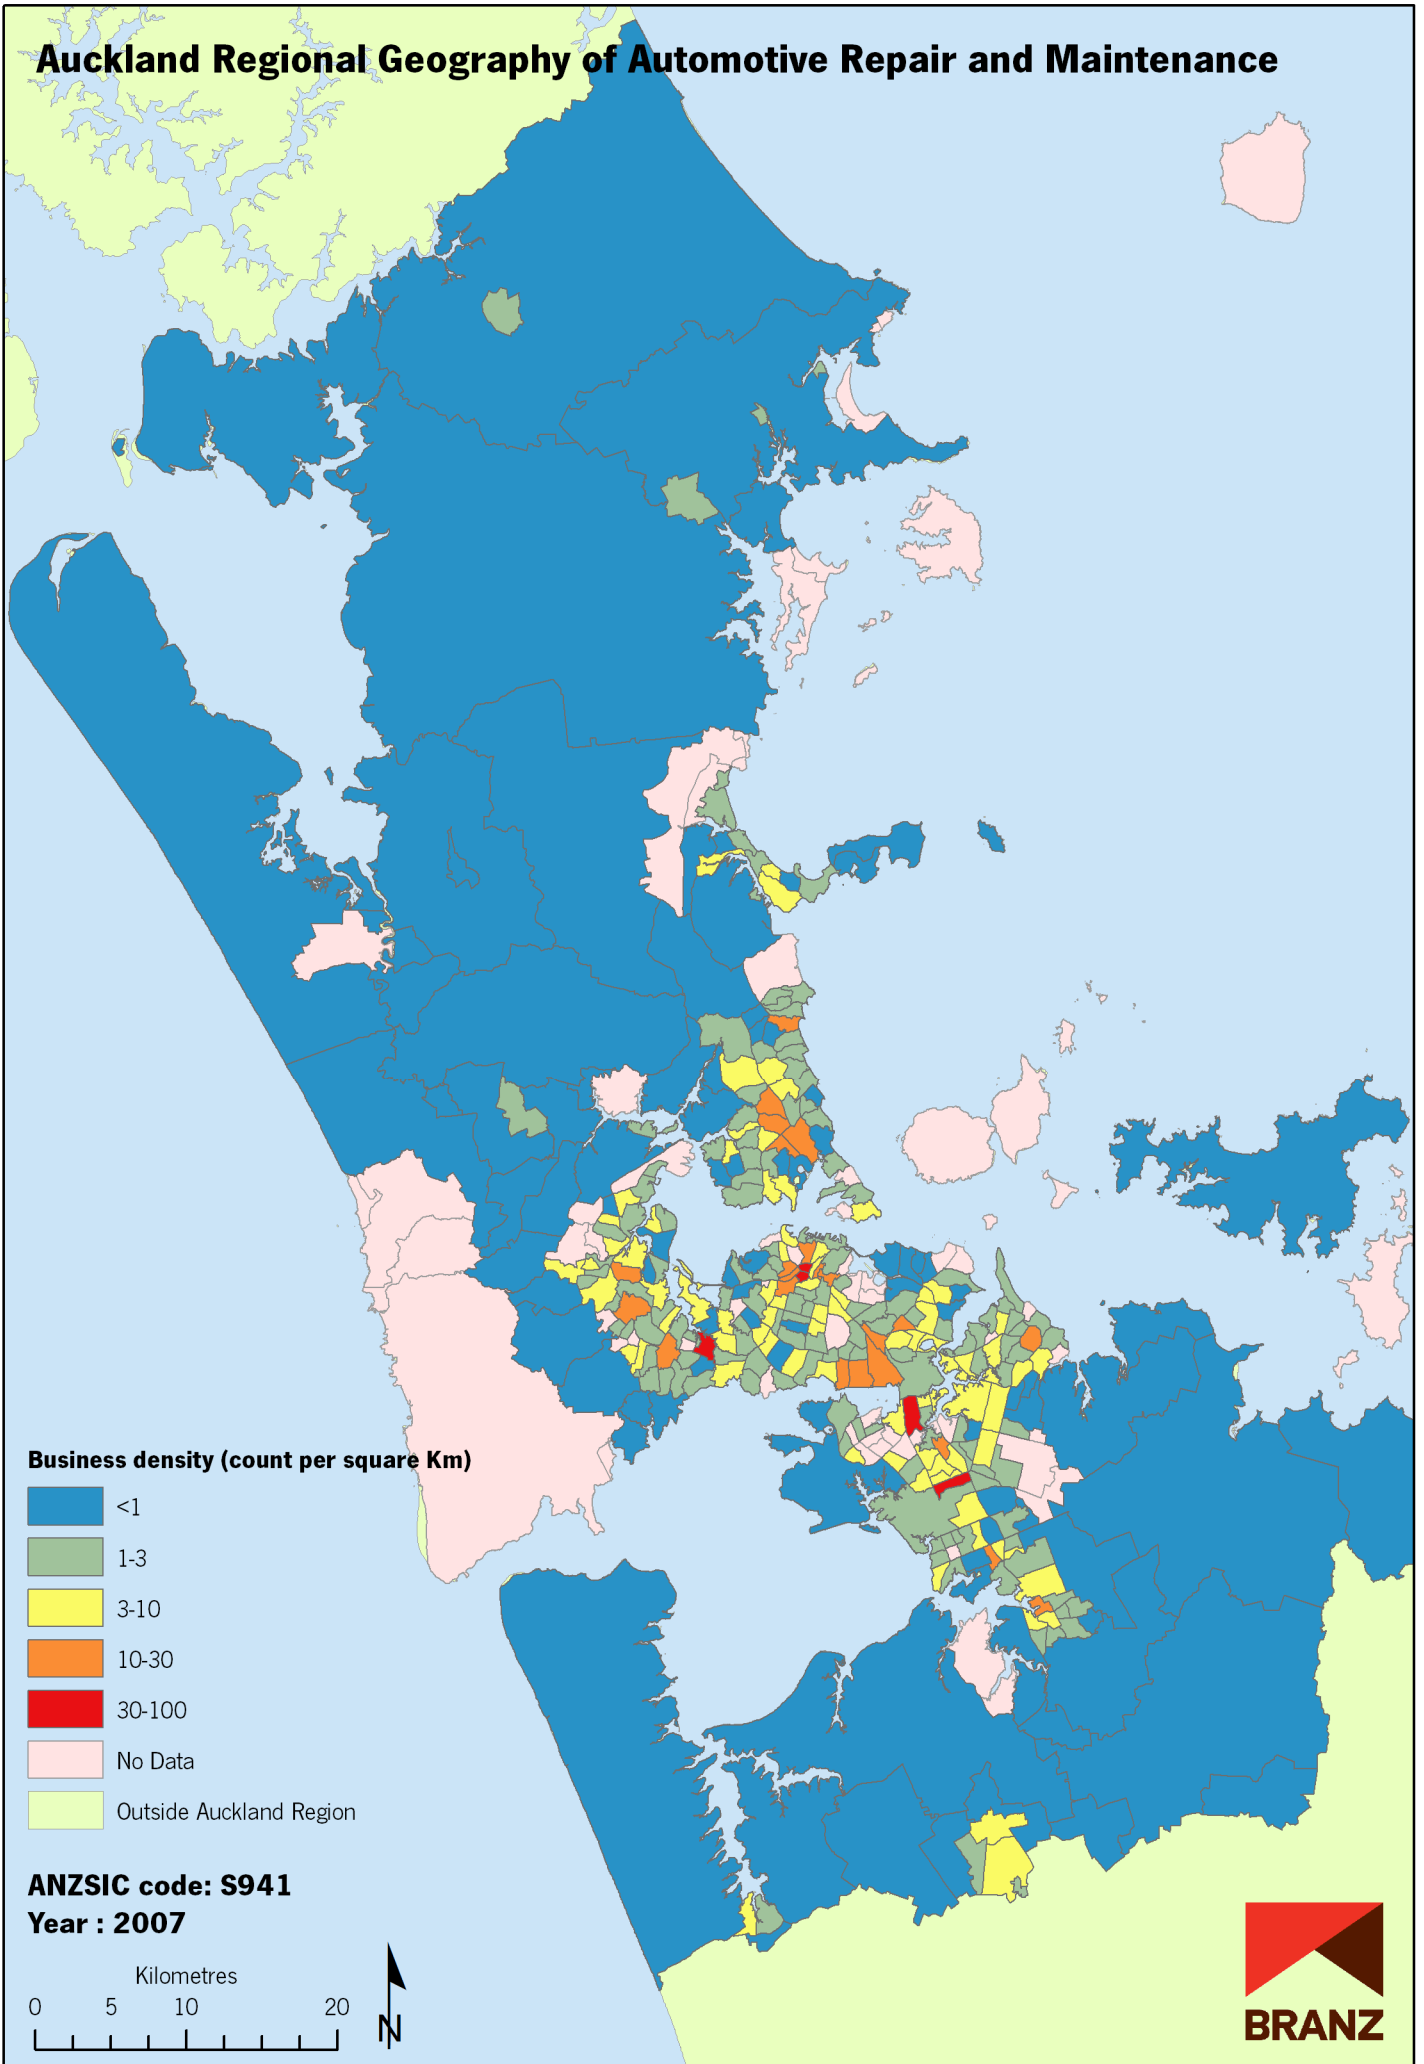 Auckland Regional Geography of Automotive Repair and Maintenance
Business density (count per square Km)
<1
1-3
3-10
10-30
30-100
No Data
Outside Auckland Region
ANZSIC code: S941
Year : 2007
Kilometres
0 5 10 20
N
BRANZ